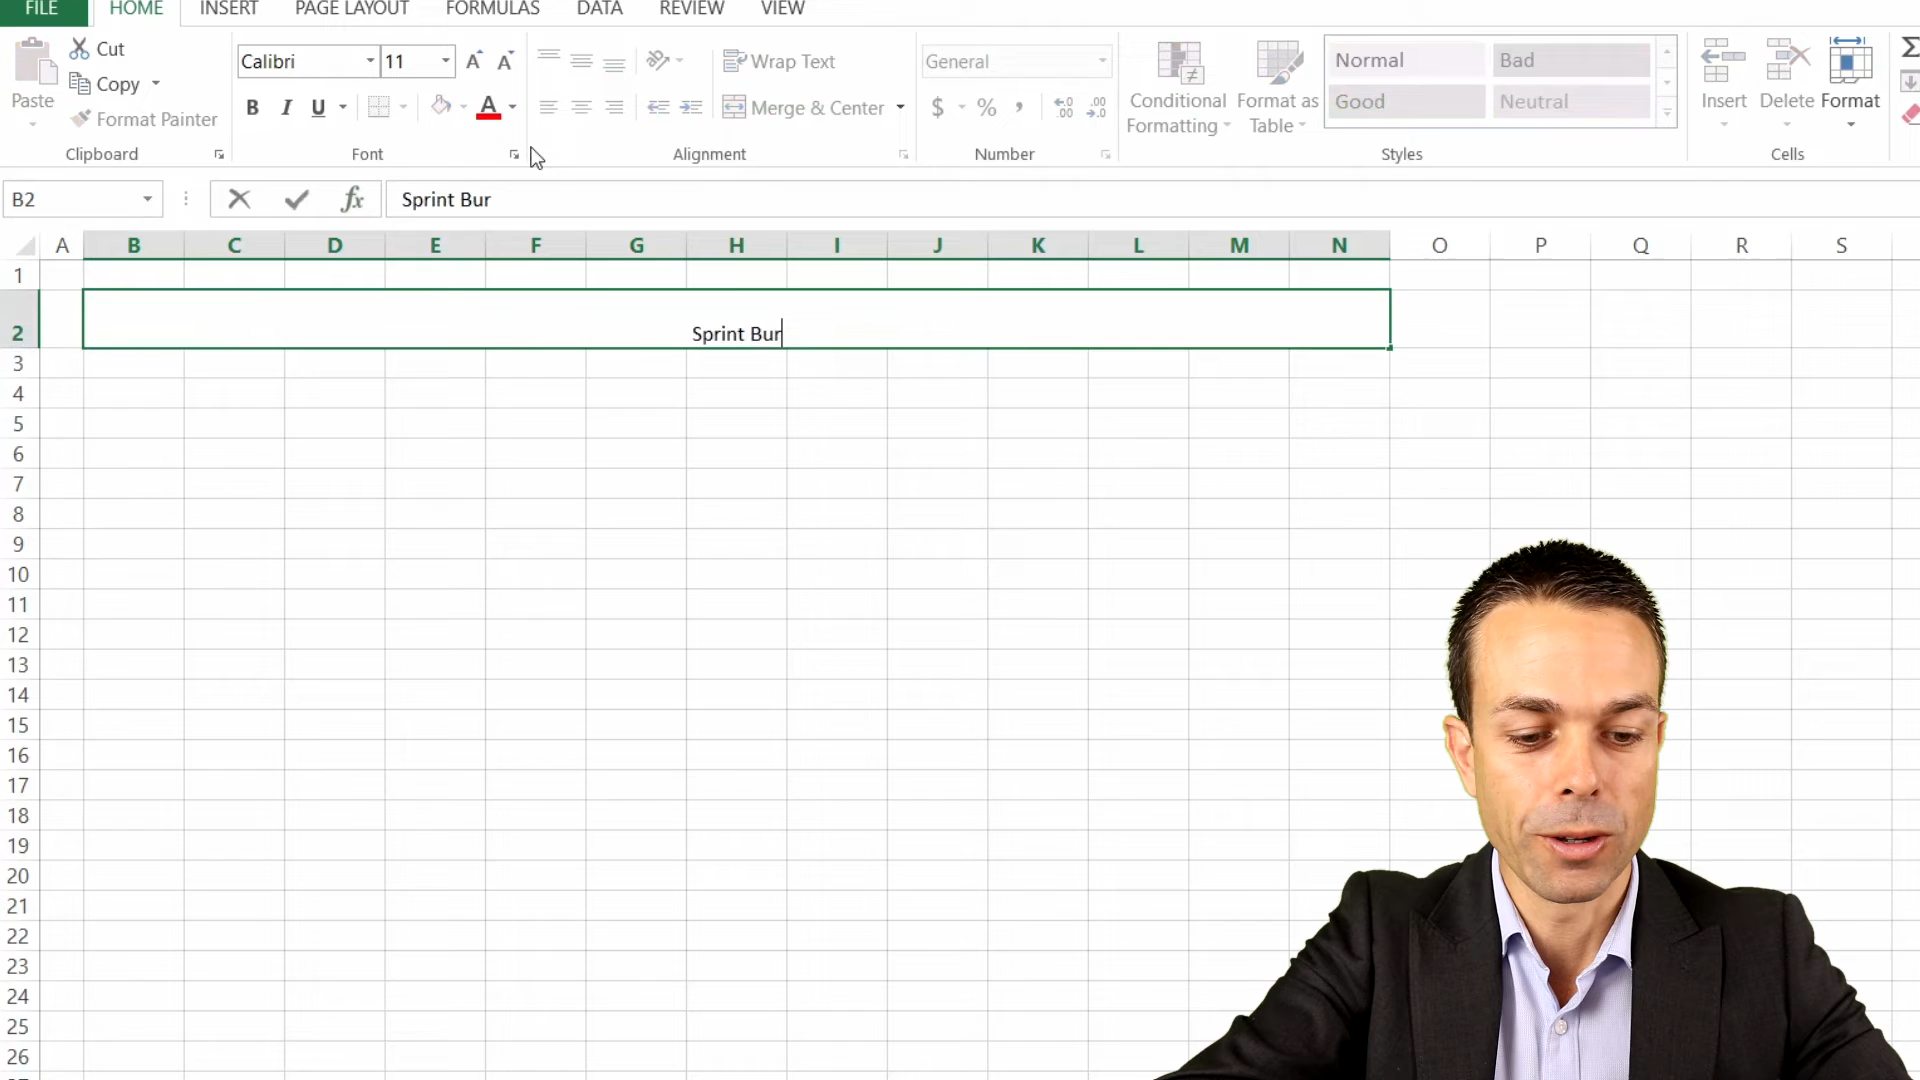 FILE HOME INSERT PAGE LAYOUT FORMULAS DATA REVIEW VIEW
Cut
Calibri 11 Wrap Text General Normal Bad
Copy
Paste Conditional Formatting Format as Table Insert Delete Format
B I U A Merge & Center $ % , Good Neutral
Format Painter
Clipboard Font Alignment Number Styles Cells
B2 fx Sprint Bur
A B C D E F G H I J K L M N O P Q R S
1
2 Sprint Bur
3
4
5
6
7
8
9
10
11
12
13
14
15
16
17
18
19
20
21
22
23
24
25
26